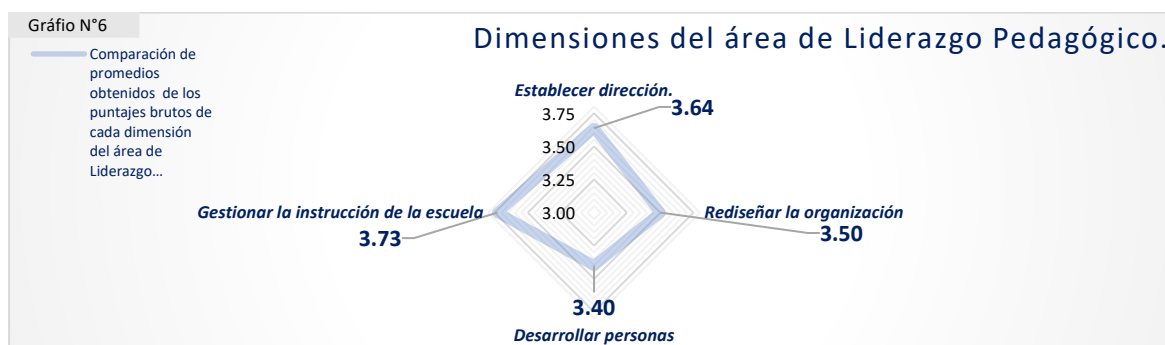 Gráfio N°6
Dimensiones del área de Liderazgo Pedagógico.
Comparación de
promedios
obtenidos de los
puntajes brutos de
cada dimensión
del área de
Liderazgo…
Establecer dirección.
3.64
3.75
3.50
3.25
3.00
Gestionar la instrucción de la escuela
3.73
Rediseñar la organización
3.50
3.40
Desarrollar personas